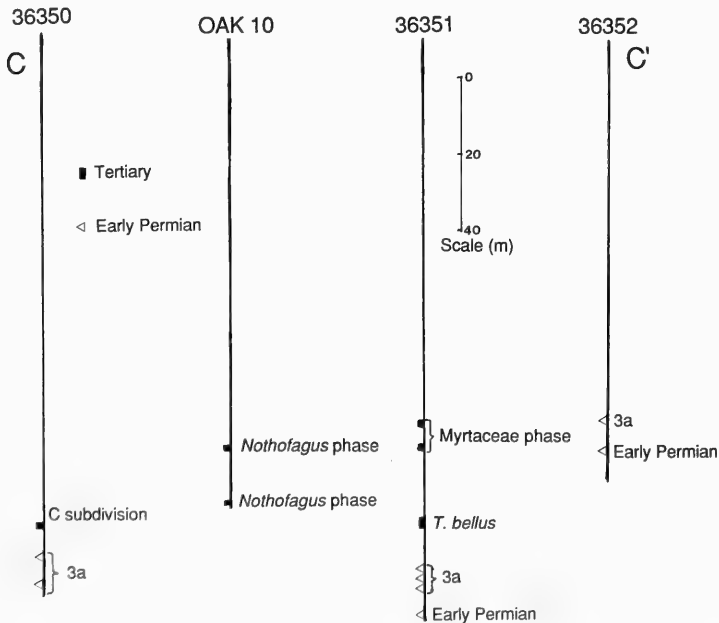 36350
OAK 10
36351
36352
C
C'
0
20
40
Scale (m)
Tertiary
Early Permian
3a
Myrtaceae phase
Early Permian
Nothofagus phase
Nothofagus phase
C subdivision
T. bellus
3a
3a
Early Permian